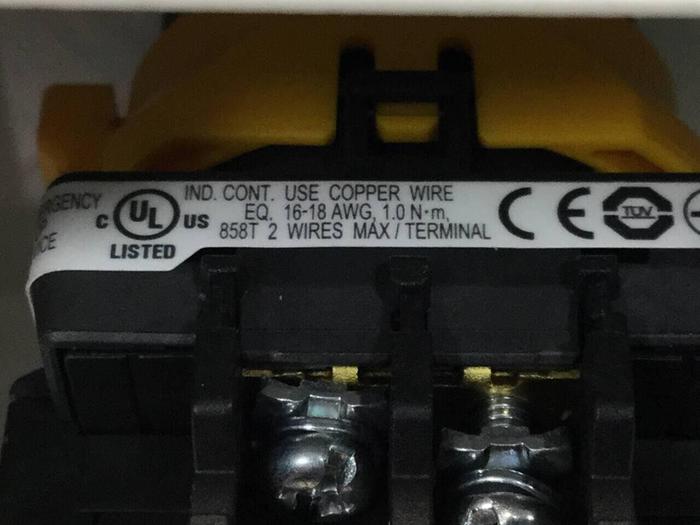 RGENCY
C UL US
LISTED
IND. CONT. USE COPPER WIRE
EQ. 16-18 AWG, 1.0 N·m,
858T 2 WIRES MAX / TERMINAL
CE
TÜV